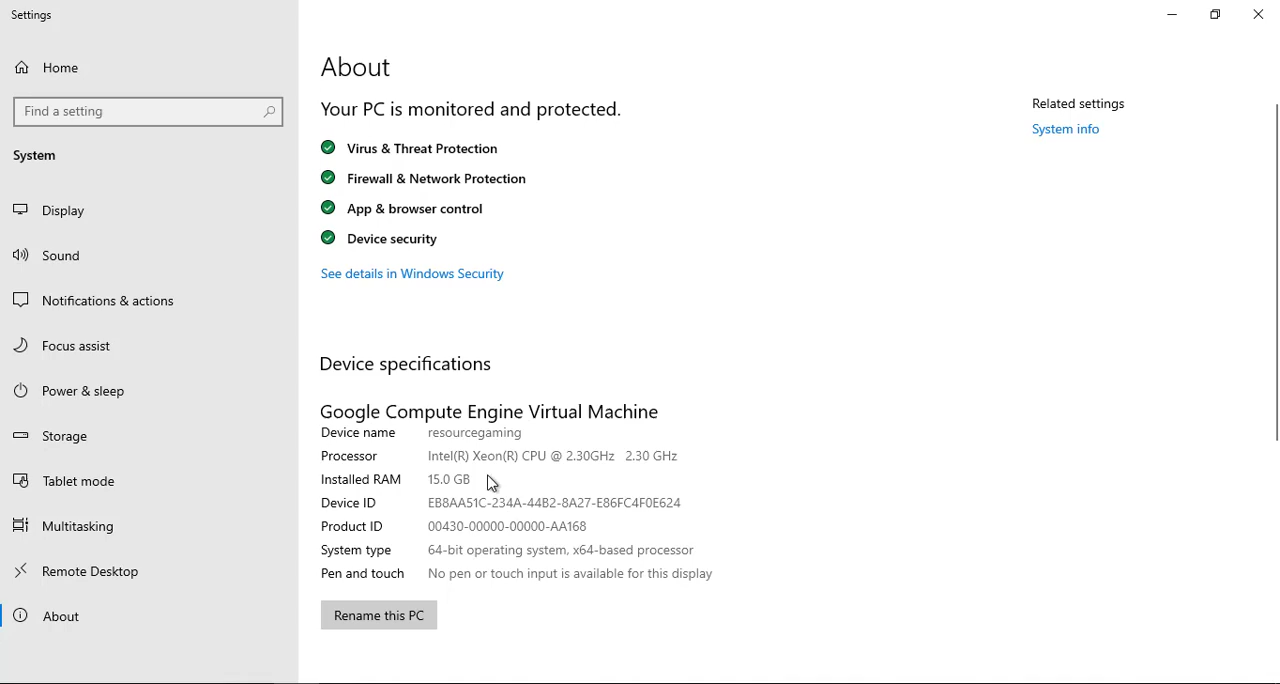 Settings
Home
Find a setting
System
Display
Sound
Notifications & actions
Focus assist
Power & sleep
Storage
Tablet mode
Multitasking
Remote Desktop
About
About
Your PC is monitored and protected.
Virus & Threat Protection
Firewall & Network Protection
App & browser control
Device security
See details in Windows Security
Device specifications
Google Compute Engine Virtual Machine
Device name resourcegaming
Processor Intel(R) Xeon(R) CPU @ 2.30GHz 2.30 GHz
Installed RAM 15.0 GB
Device ID EB8AA51C-234A-44B2-8A27-E86FC4F0E624
Product ID 00430-00000-00000-AA168
System type 64-bit operating system, x64-based processor
Pen and touch No pen or touch input is available for this display
Rename this PC
Related settings
System info